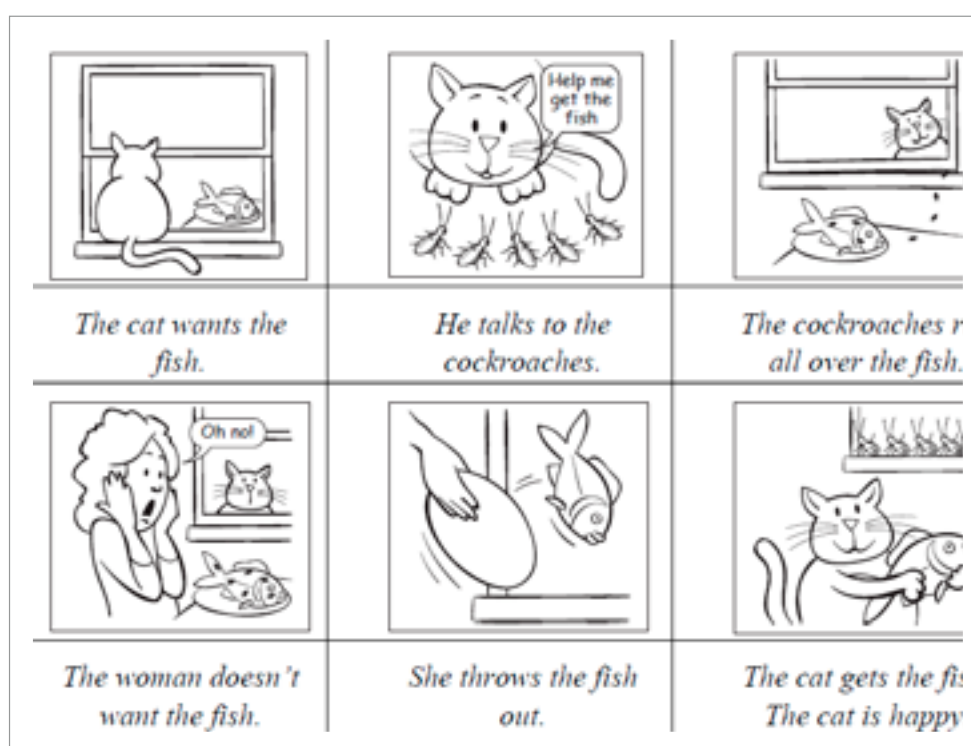 Help me
get the
fish
The cat wants the
fish.
He talks to the
cockroaches.
The cockroaches
all over the fish.
Oh no!
The woman doesn't
want the fish.
She throws the fish
out.
The cat gets the
The cat is happy